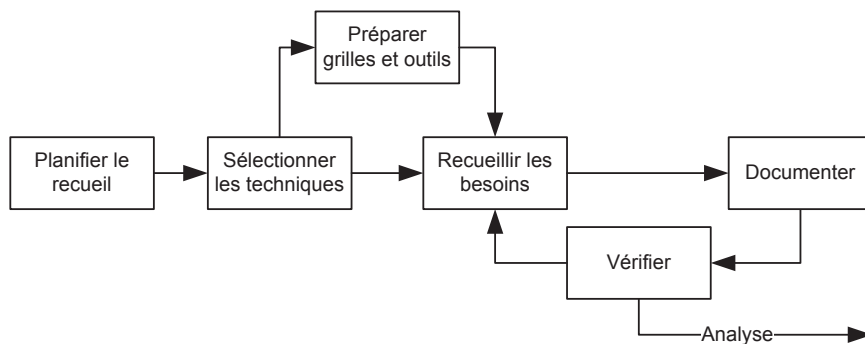 Préparer
grilles et outils
Planifier le
recueil
Sélectionner
les techniques
Recueillir les
besoins
Documenter
Vérifier
Analyse